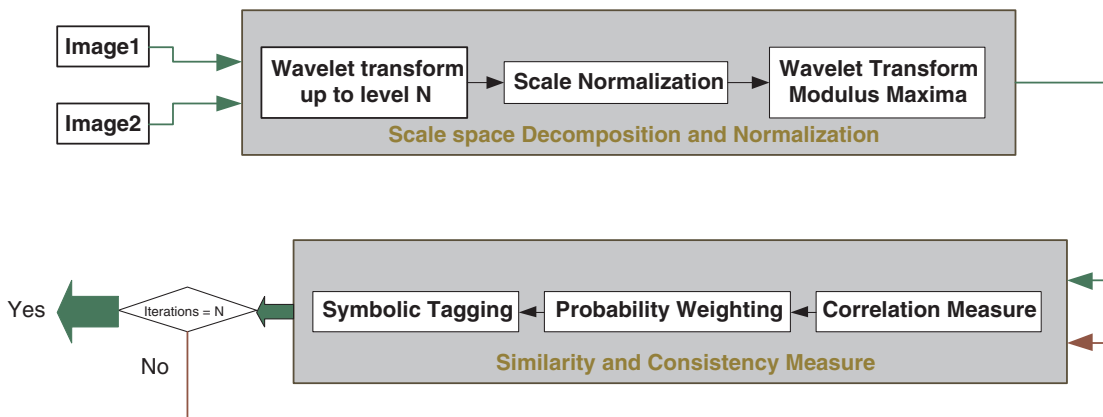 Image1
Image2
Wavelet transform
up to level N
Scale Normalization
Wavelet Transform
Modulus Maxima
Scale space Decomposition and Normalization
Yes
Iterations = N
No
Symbolic Tagging
Probability Weighting
Correlation Measure
Similarity and Consistency Measure